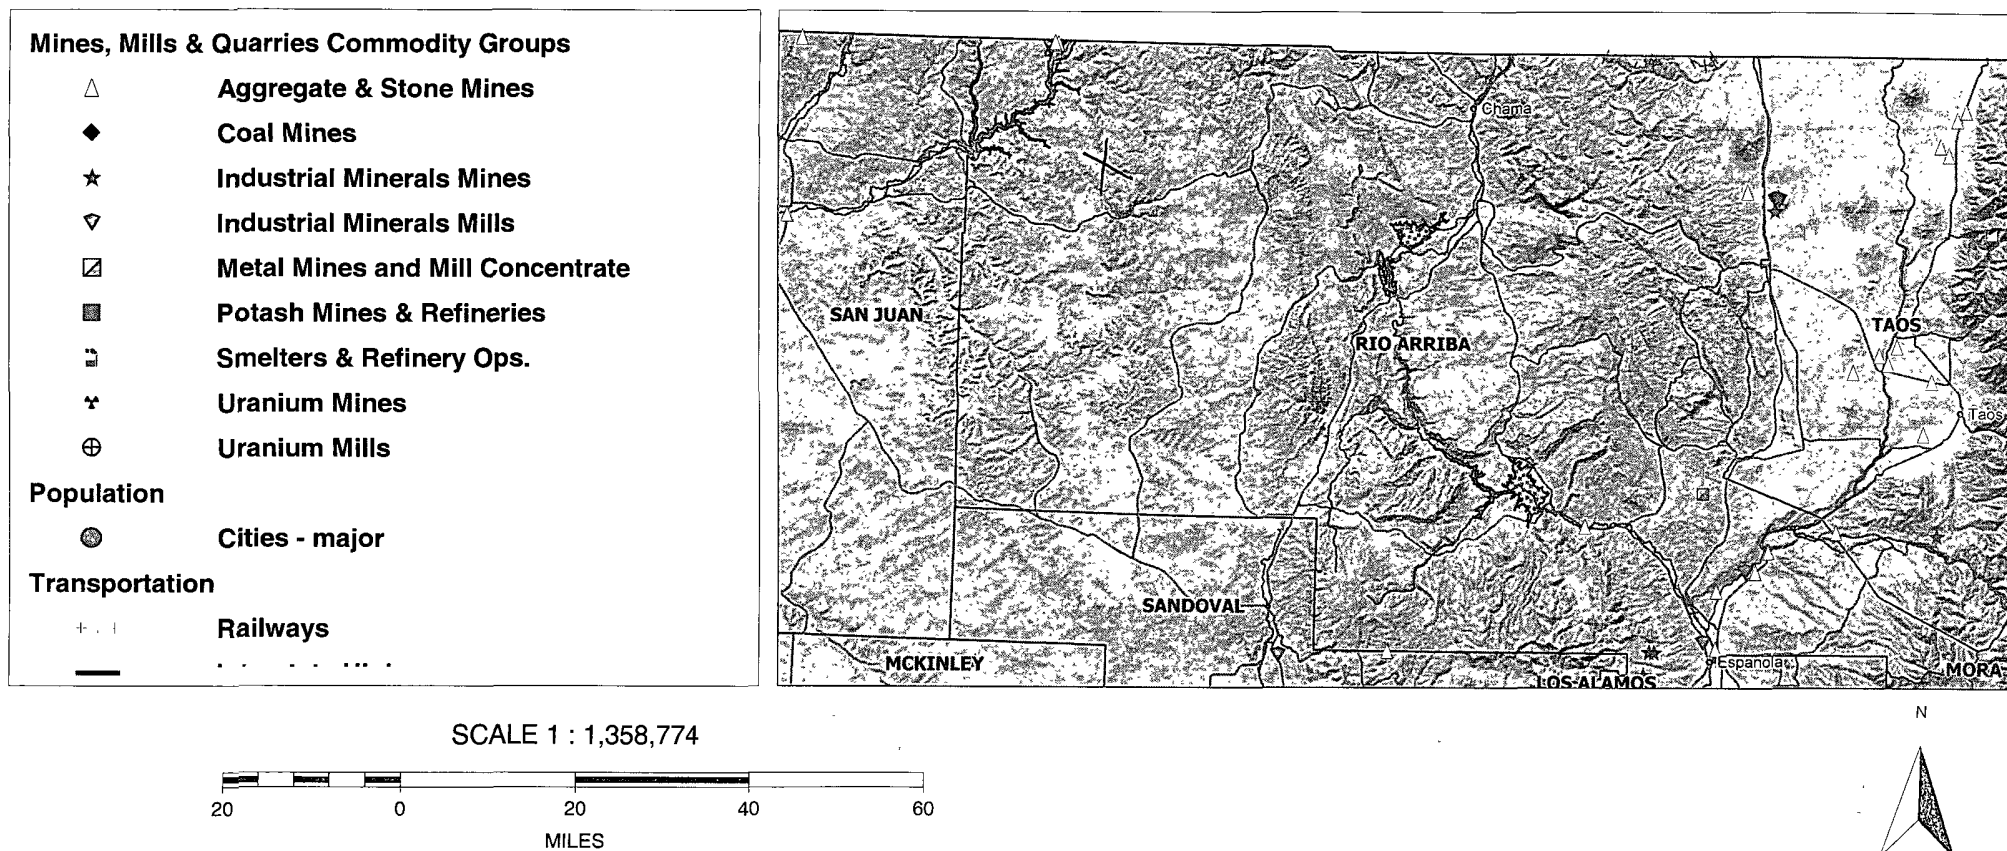 Mines, Mills & Quarries Commodity Groups
Aggregate & Stone Mines
Coal Mines
Industrial Minerals Mines
Industrial Minerals Mills
Metal Mines and Mill Concentrate
Potash Mines & Refineries
Smelters & Refinery Ops.
Uranium Mines
Uranium Mills
Population
Cities - major
Transportation
Railways
Chama
SAN JUAN
TAOS
RIO ARRIBA
Taos
SANDOVAL
MCKINLEY
Espanola
MORA
LOS ALAMOS
SCALE 1 : 1,358,774
20 0 20 40 60
MILES
N